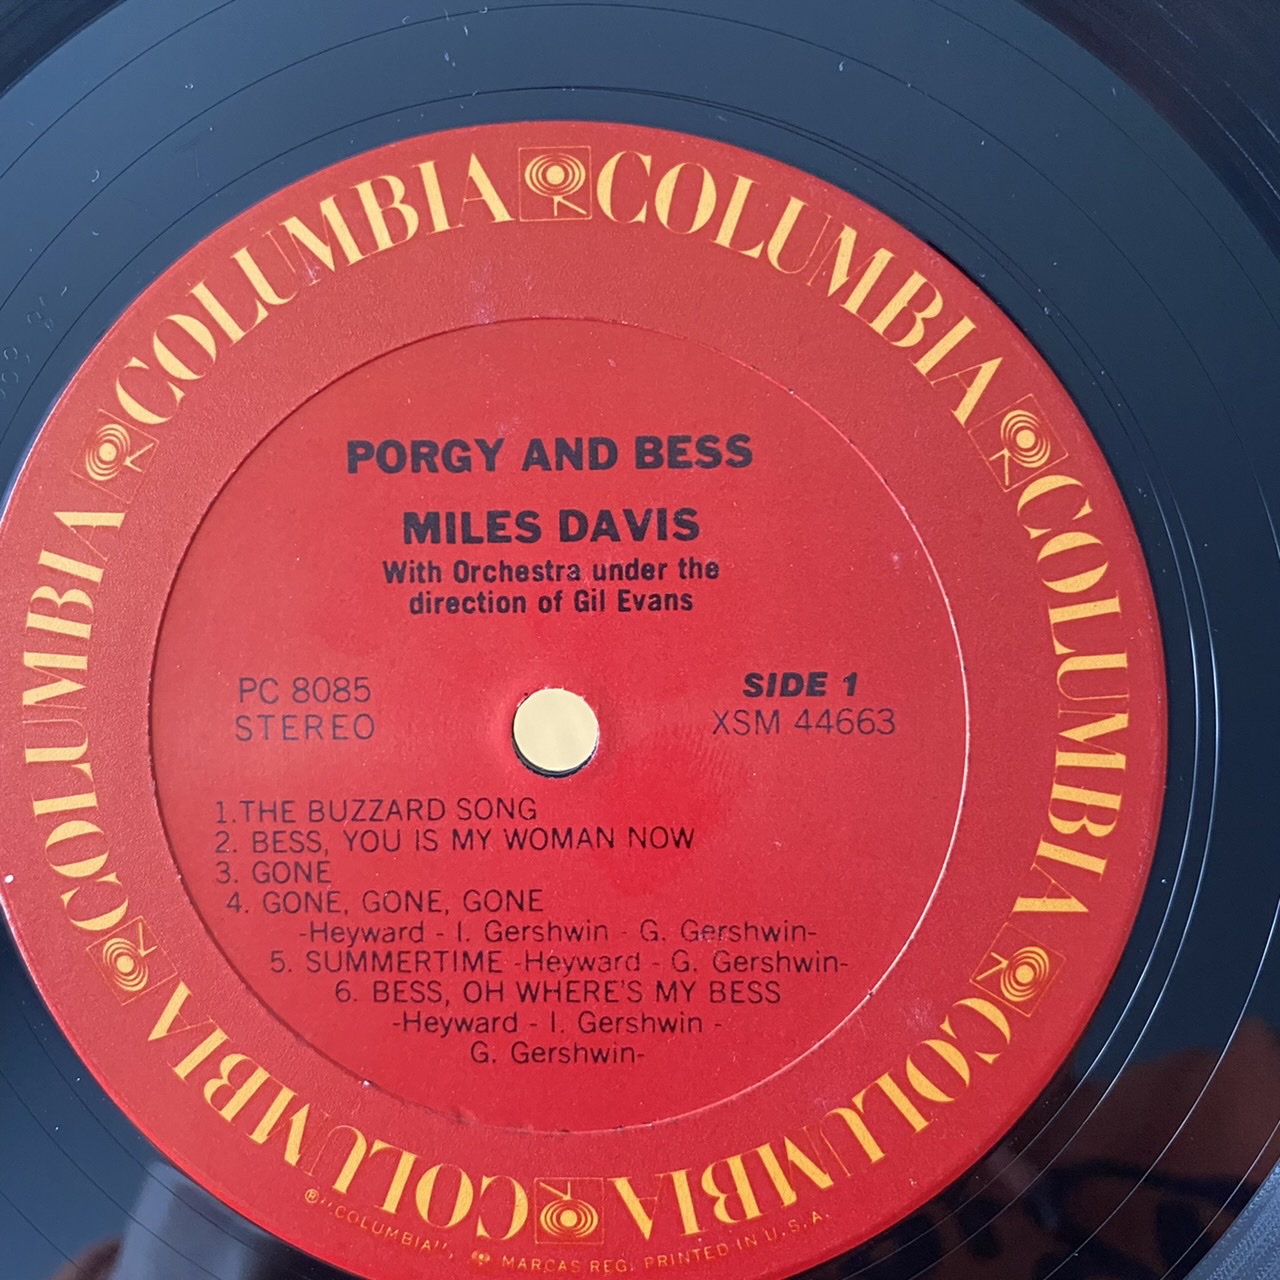 COLUMBIA COLUMBIA COLUMBIA COLUMBIA COLUMBIA COLUMBIA
PORGY AND BESS
MILES DAVIS
With Orchestra under the
direction of Gil Evans
PC 8085
STEREO
SIDE 1
XSM 44663
1.THE BUZZARD SONG
2. BESS, YOU IS MY WOMAN NOW
3. GONE
4. GONE, GONE, GONE
-Heyward - I. Gershwin - G. Gershwin-
5. SUMMERTIME -Heyward - G. Gershwin-
6. BESS, OH WHERE'S MY BESS
-Heyward - I. Gershwin -
G. Gershwin-
®"COLUMBIA", MARCAS REG. PRINTED IN U.S.A.